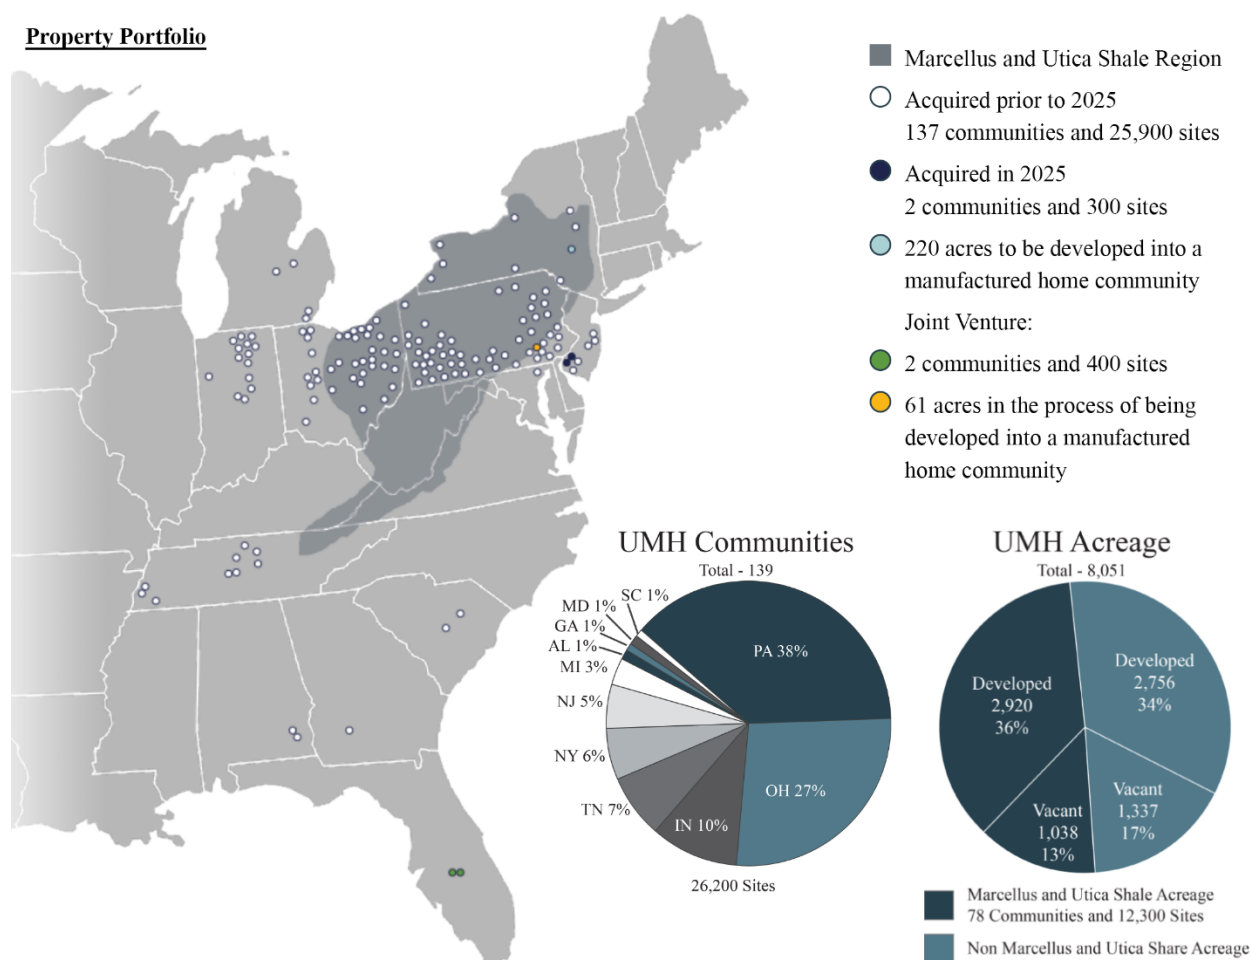 Property Portfolio
Marcellus and Utica Shale Region
Acquired prior to 2025
137 communities and 25,900 sites
Acquired in 2025
2 communities and 300 sites
220 acres to be developed into a
manufactured home community
Joint Venture:
2 communities and 400 sites
61 acres in the process of being
developed into a manufactured
home community
UMH Communities
Total - 139
SC 1%
MD 1%
GA 1%
AL 1%
MI 3%
NJ 5%
NY 6%
TN 7%
IN 10%
OH 27%
PA 38%
26,200 Sites
UMH Acreage
Total - 8,051
Developed
2,920
36%
Developed
2,756
34%
Vacant
1,038
13%
Vacant
1,337
17%
Marcellus and Utica Shale Acreage
78 Communities and 12,300 Sites
Non Marcellus and Utica Share Acreage